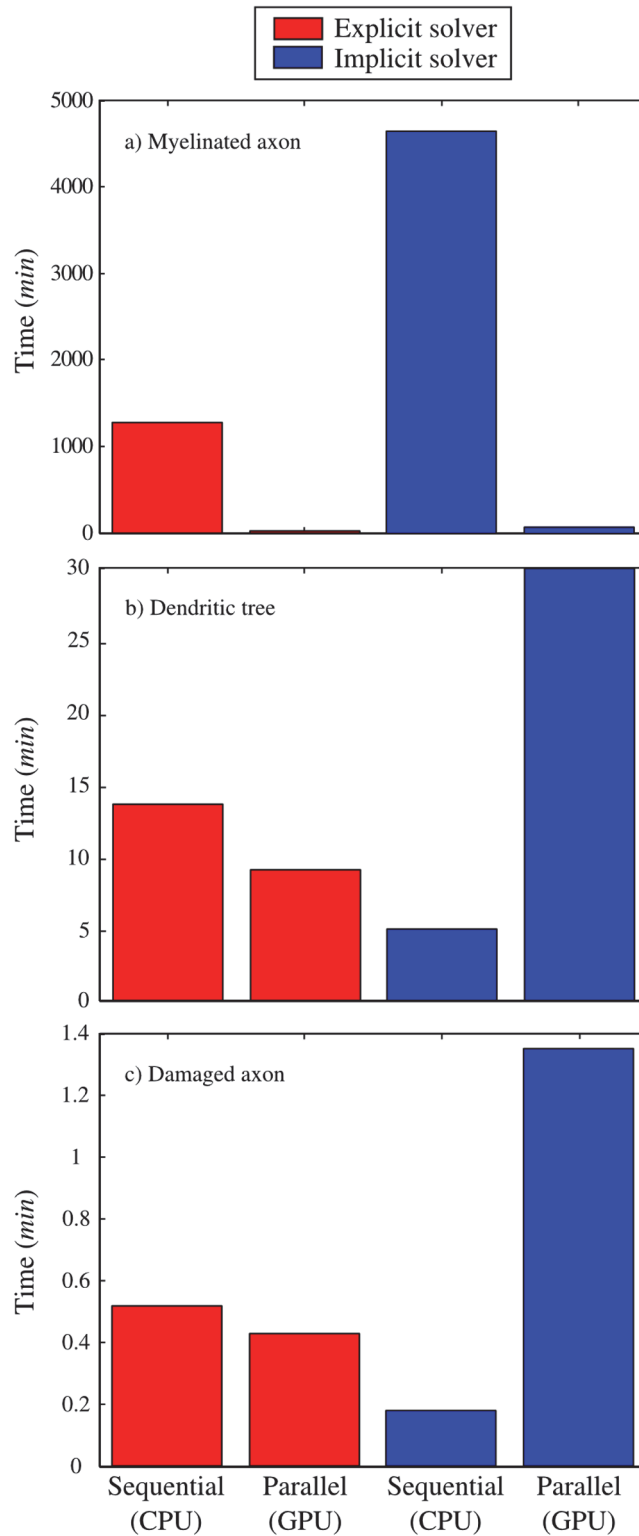 Explicit solver
Implicit solver
a) Myelinated axon
5000
4000
3000
2000
1000
0
Time (min)
b) Dendritic tree
30
25
20
15
10
5
0
Time (min)
c) Damaged axon
1.4
1.2
1
0.8
0.6
0.4
0.2
0
Time (min)
Sequential (CPU)
Parallel (GPU)
Sequential (CPU)
Parallel (GPU)